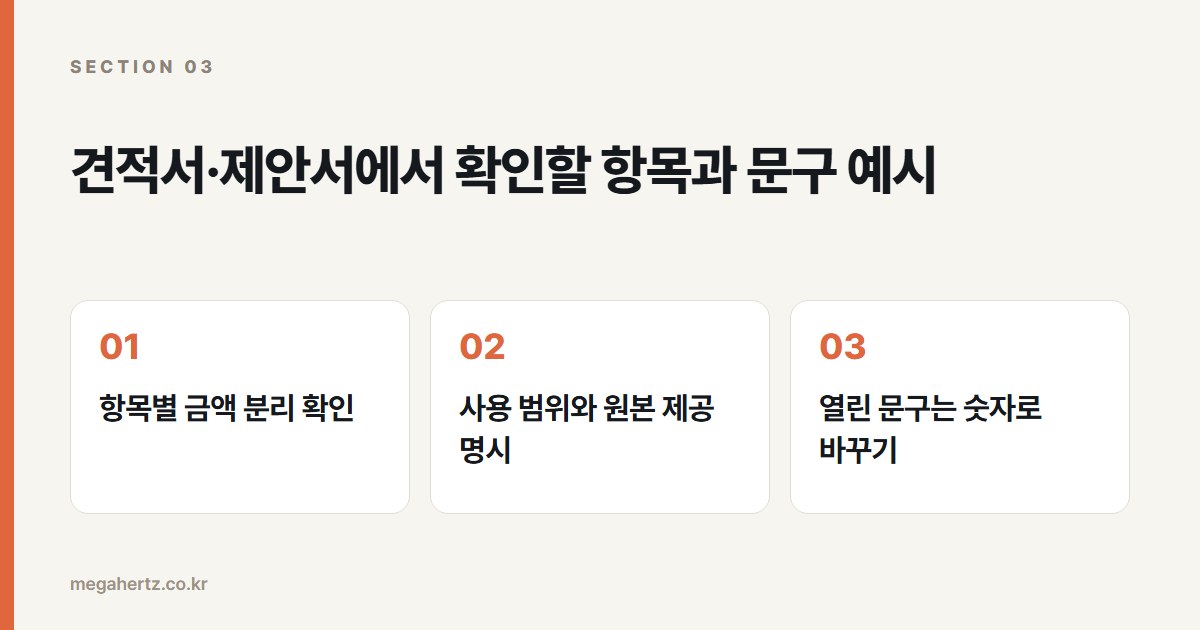 SECTION 03
견적서·제안서에서 확인할 항목과 문구 예시
01
항목별 금액 분리 확인
02
사용 범위와 원본 제공
명시
03
열린 문구는 숫자로
바꾸기
megahertz.co.kr